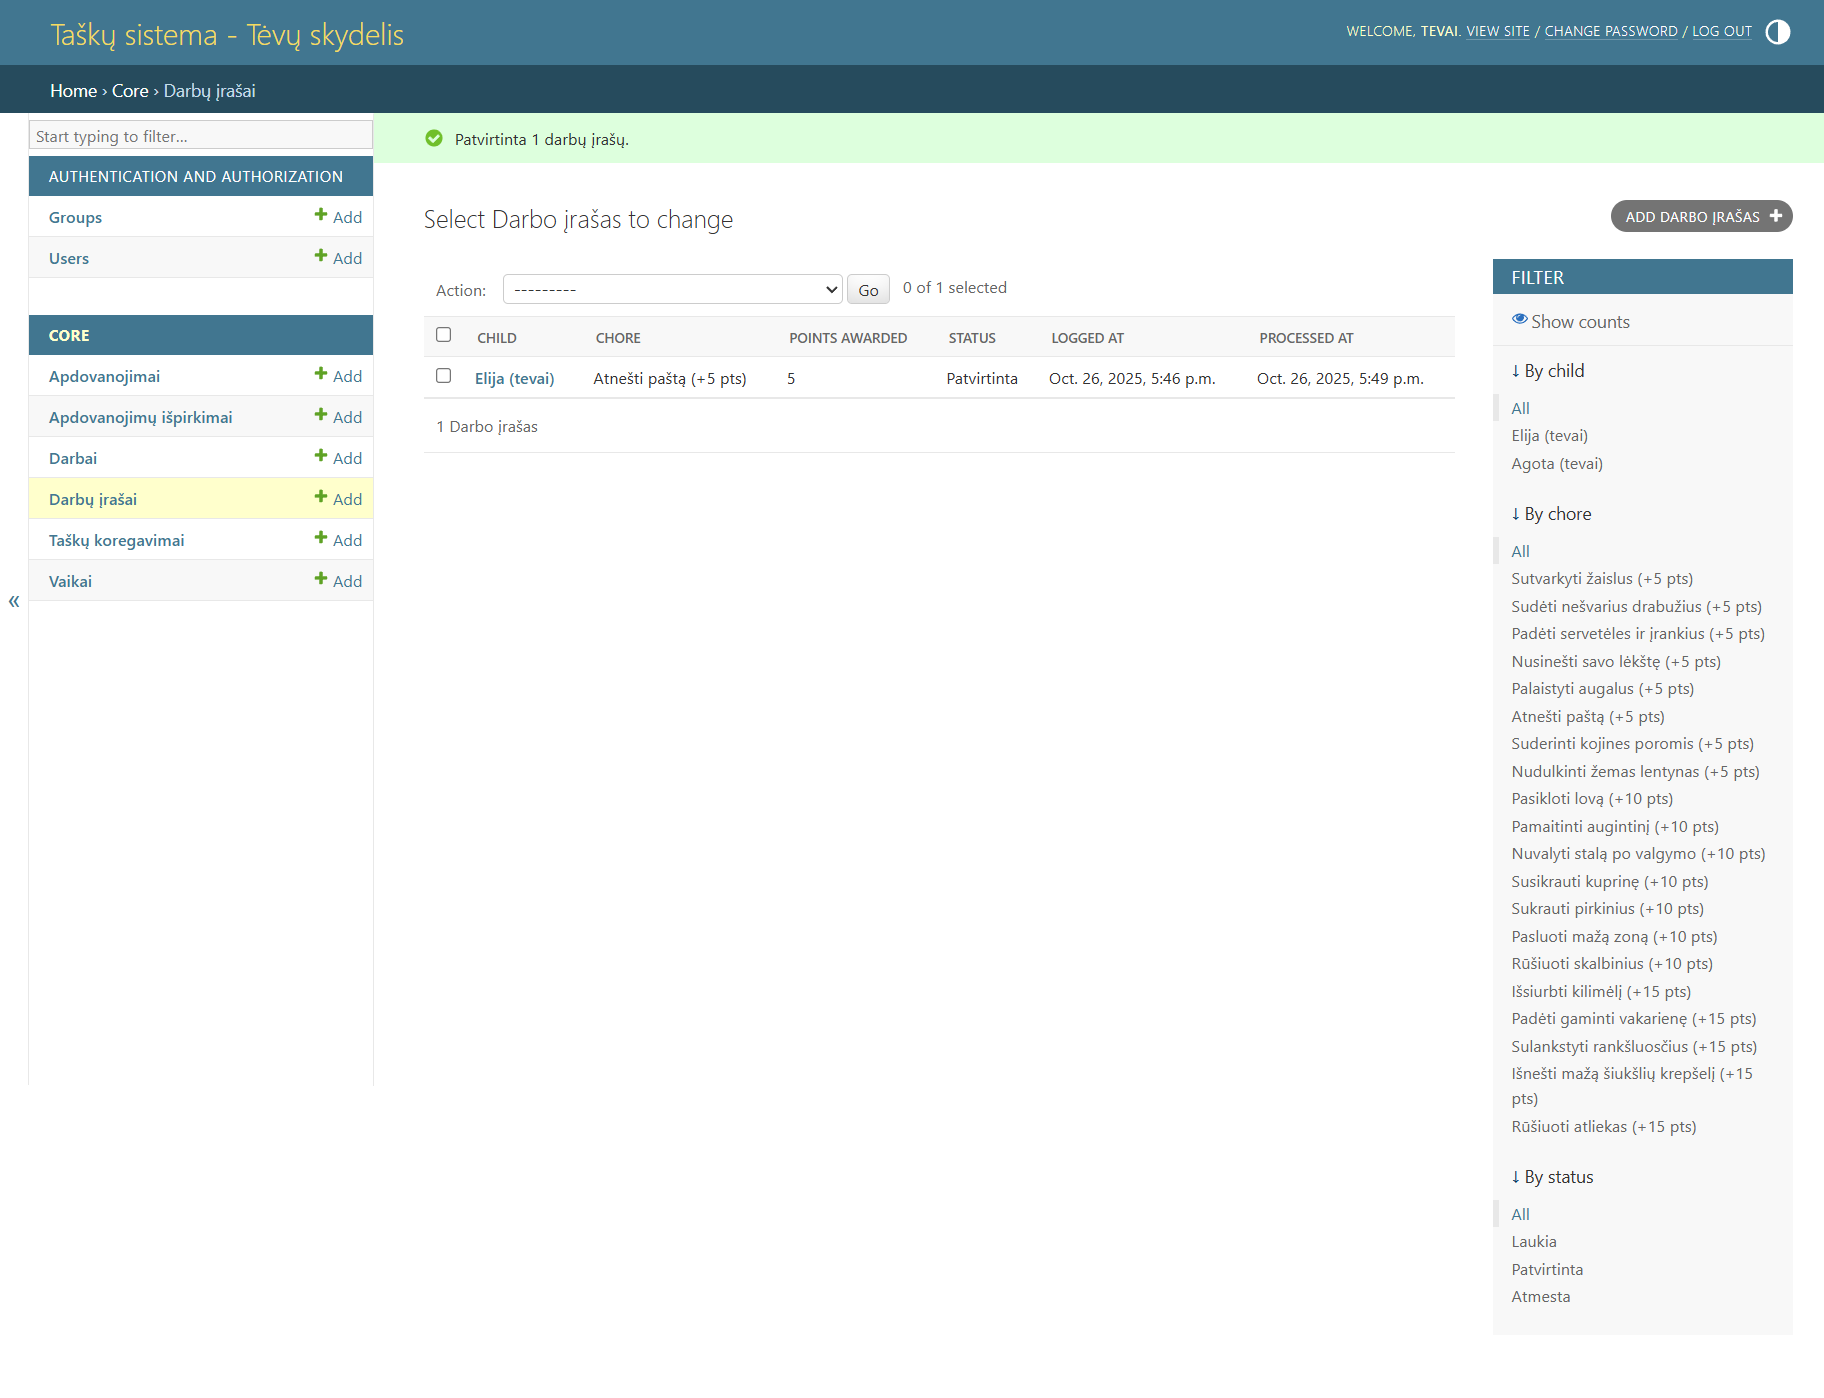 Taškų sistema - Tėvų skydelis
WELCOME, TEVAI. VIEW SITE / CHANGE PASSWORD / LOG OUT
Home › Core › Darbų įrašai
Start typing to filter...
AUTHENTICATION AND AUTHORIZATION
Groups Add
Users Add
CORE
Apdovanojimai Add
Apdovanojimų išpirkimai Add
Darbai Add
Darbų įrašai Add
Taškų koregavimai Add
Vaikai Add
«
Patvirtinta 1 darbų įrašų.
Select Darbo įrašas to change
ADD DARBO ĮRAŠAS
Action: --------- Go 0 of 1 selected
CHILD CHORE POINTS AWARDED STATUS LOGGED AT PROCESSED AT
Elija (tevai) Atnešti paštą (+5 pts) 5 Patvirtinta Oct. 26, 2025, 5:46 p.m. Oct. 26, 2025, 5:49 p.m.
1 Darbo įrašas
FILTER
Show counts
↓ By child
All
Elija (tevai)
Agota (tevai)
↓ By chore
All
Sutvarkyti žaislus (+5 pts)
Sudėti nešvarius drabužius (+5 pts)
Padėti servetėles ir įrankius (+5 pts)
Nusinešti savo lėkštę (+5 pts)
Palaistyti augalus (+5 pts)
Atnešti paštą (+5 pts)
Suderinti kojines poromis (+5 pts)
Nudulkinti žemas lentynas (+5 pts)
Pasikloti lovą (+10 pts)
Pamaitinti augintinį (+10 pts)
Nuvalyti stalą po valgymo (+10 pts)
Susikrauti kuprinę (+10 pts)
Sukrauti pirkinius (+10 pts)
Pasluoti mažą zoną (+10 pts)
Rūšiuoti skalbinius (+10 pts)
Išsiurbti kilimėlį (+15 pts)
Padėti gaminti vakarienę (+15 pts)
Sulankstyti rankšluosčius (+15 pts)
Išnešti mažą šiukšlių krepšelį (+15
pts)
Rūšiuoti atliekas (+15 pts)
↓ By status
All
Laukia
Patvirtinta
Atmesta